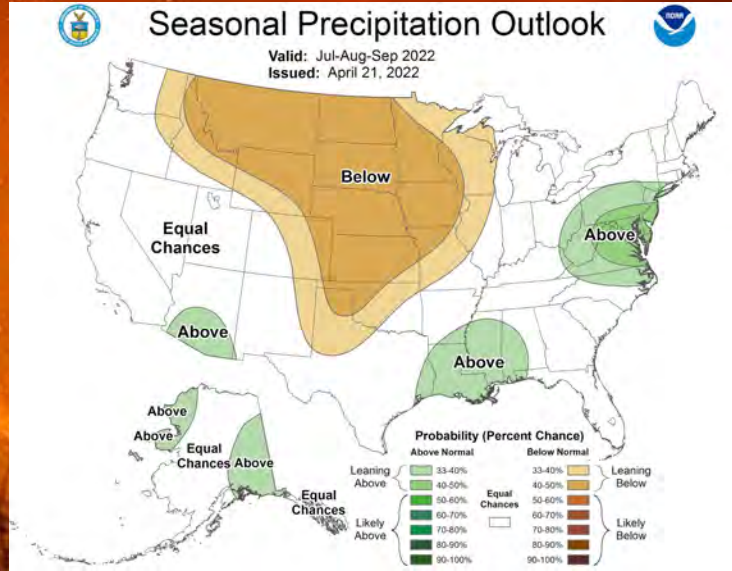 Seasonal Precipitation Outlook
NOAA
Valid: Jul-Aug-Sep 2022
Issued: April 21, 2022
Below
Equal
Chances
Above
Above
Above
Above
Above
Equal
Chances
Above
Equal
Chances
Probability (Percent Chance)
Above Normal
Below Normal
Leaning
Above
33-40%
40-50%
Likely
Above
50-60%
60-70%
70-80%
80-90%
90-100%
Equal
Chances
33-40%
40-50%
Leaning
Below
50-60%
60-70%
70-80%
80-90%
90-100%
Likely
Below